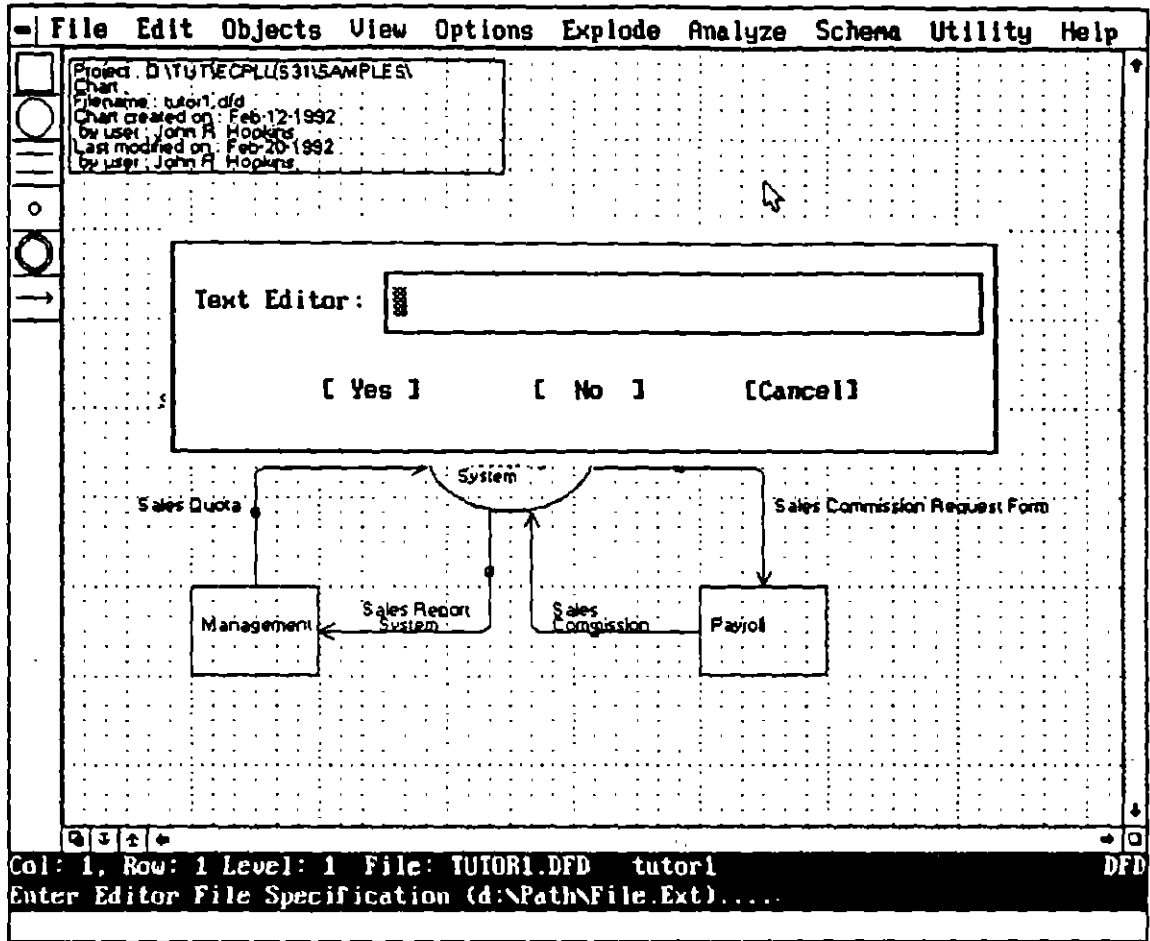 File Edit Objects View Options Explode Analyze Schema Utility Help
Project : D:\TUT\ECPLUS31\SAMPLES\
Chart :
Filename : tutor1.dfd
Chart created on : Feb-12-1992
by user : John R. Hopkins
Last modified on : Feb-20-1992
by user : John R. Hopkins
Text Editor:
[ Yes ] [ No ] [Cancel]
System
Sales Quota
Sales Commission Request Form
Management
Sales Report
System
Sales
Commission
Payroll
Col: 1, Row: 1 Level: 1 File: TUTOR1.DFD tutor1 DFD
Enter Editor File Specification (d:\Path\File.Ext)....